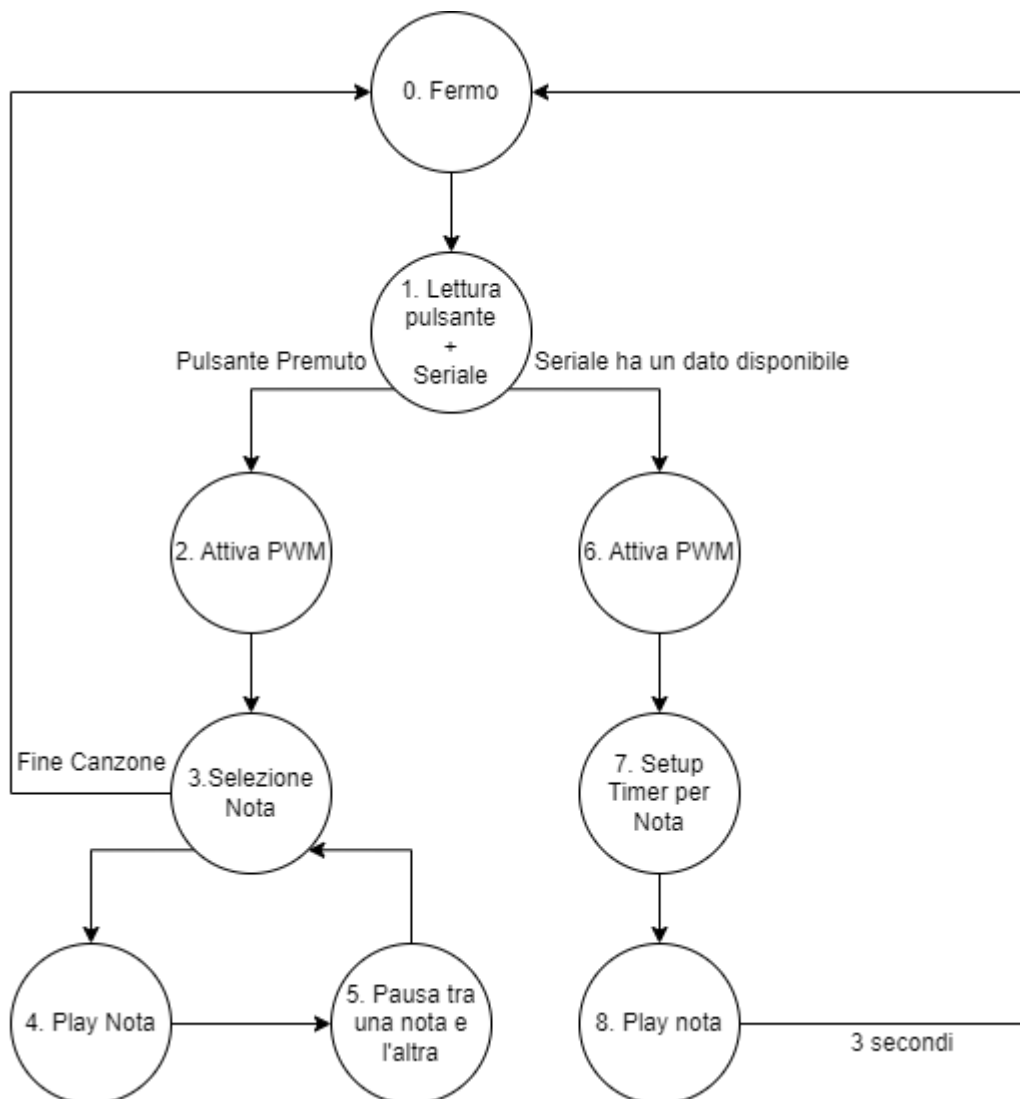 0. Fermo
1. Lettura
pulsante
+
Seriale
Pulsante Premuto
Seriale ha un dato disponibile
2. Attiva PWM
6. Attiva PWM
Fine Canzone
3.Selezione
Nota
7. Setup
Timer per
Nota
4. Play Nota
5. Pausa tra
una nota e
l'altra
8. Play nota
3 secondi